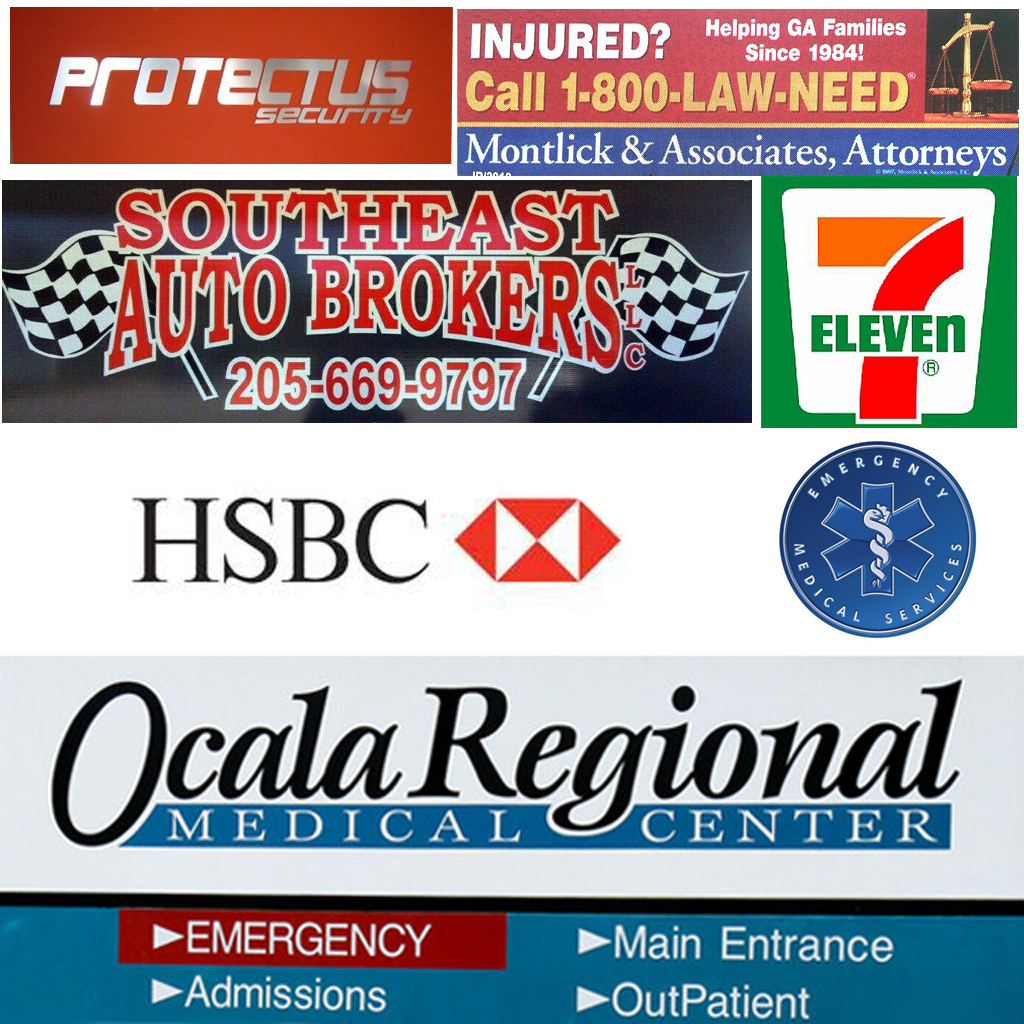 PROTECTUS
SECURITY
INJURED?
Helping GA Families
Since 1984!
Call 1-800-LAW-NEED®
Montlick & Associates, Attorneys
SOUTHEAST
AUTO BROKERS
LLC
205-669-9797
7
ELEVEn
®
HSBC
EMERGENCY
MEDICAL SERVICES
Ocala Regional
MEDICAL CENTER
EMERGENCY
Main Entrance
Admissions
OutPatient